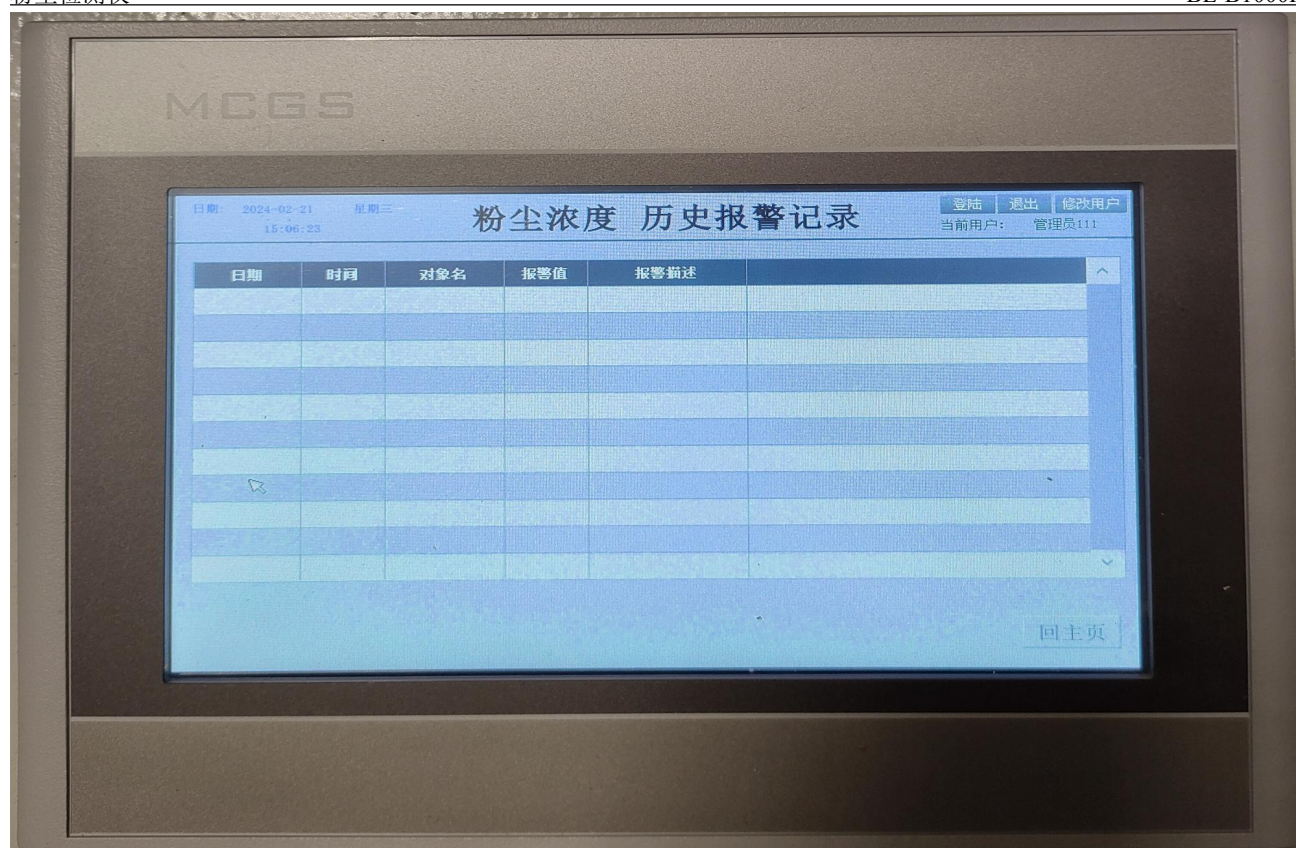 MCGS
日期: 2024-02-21 星期三
15:06:23
粉尘浓度 历史报警记录
登陆 退出 修改用户
当前用户: 管理员111
日期 时间 对象名 报警值 报警描述
回主页